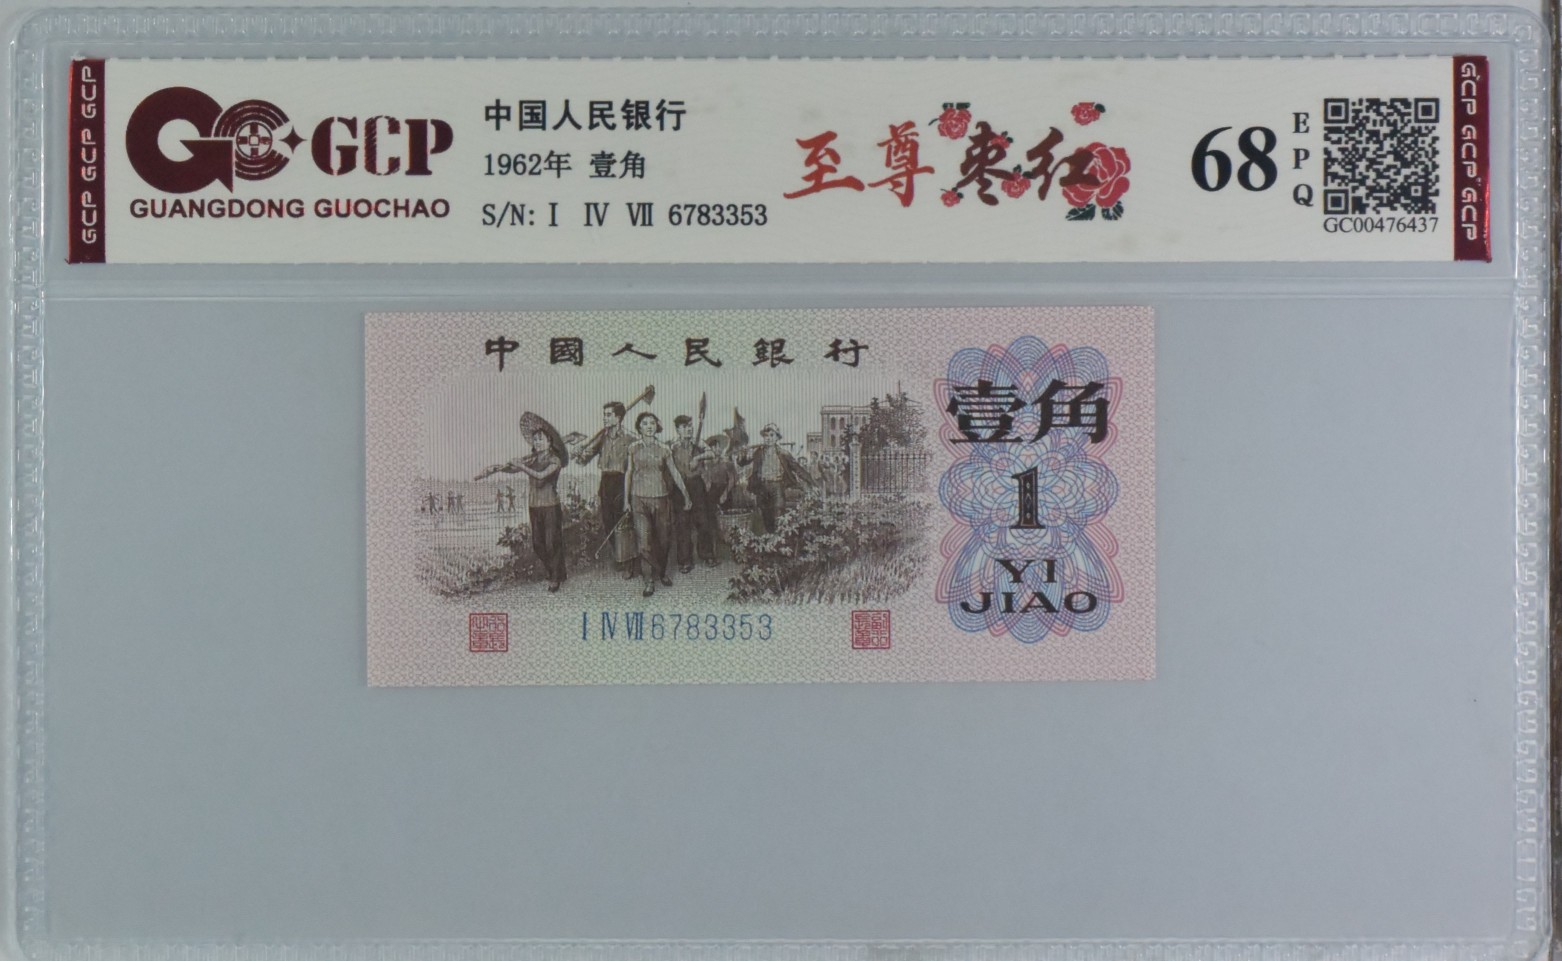 GCP GCP GCP
GCP
GUANGDONG GUOCHAO
中国人民银行
1962年 壹角
S/N: I IV VII 6783353
至尊枣红
68
EPQ
GC00476437
GCP GCP GCP
中國人民銀行
壹角
1
YI
JIAO
I IV VII 6783353